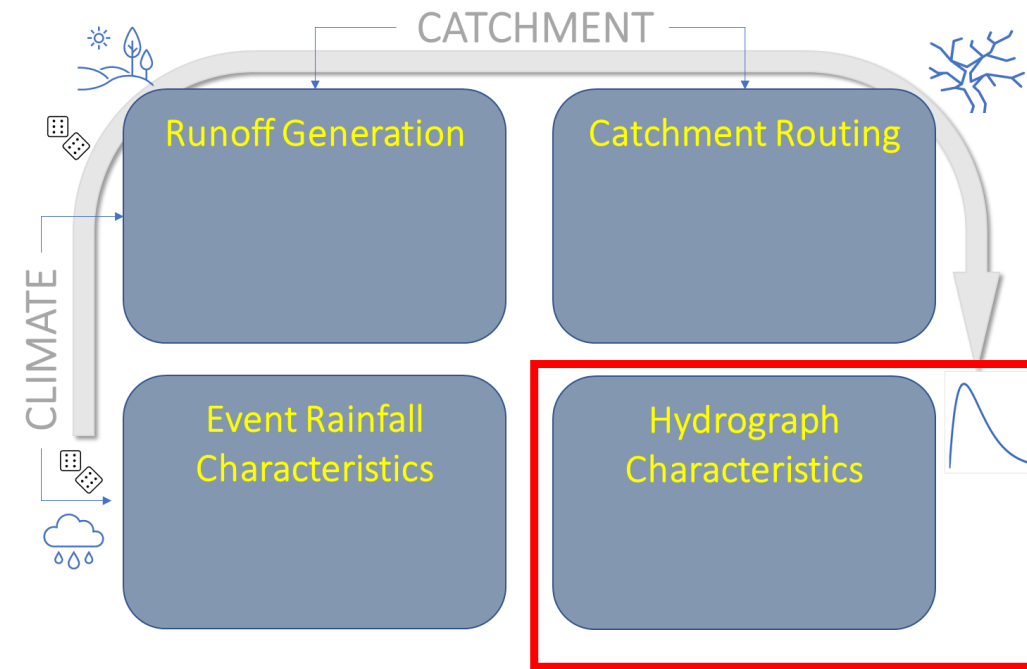 CATCHMENT
Runoff Generation
Catchment Routing
CLIMATE
Event Rainfall
Characteristics
Hydrograph
Characteristics